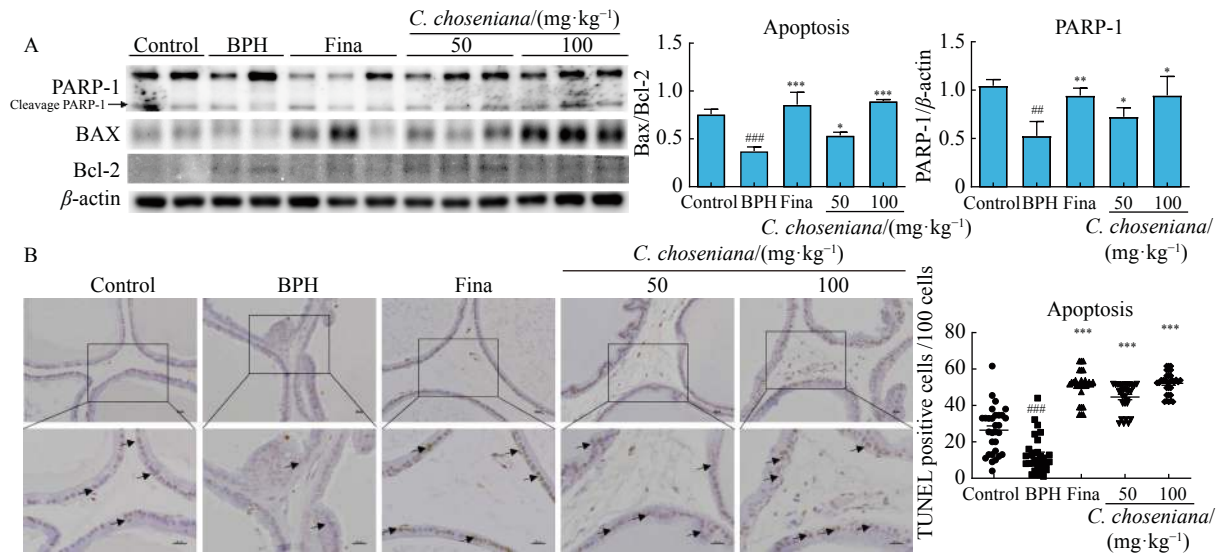 A
Control
BPH
Fina
C. choseniana/(mg·kg⁻¹)
50
100
PARP-1
Cleavage PARP-1
BAX
Bcl-2
β-actin
Apoptosis
Bax/Bcl-2
1.5
1.0
0.5
0
###
***
*
***
Control
BPH
Fina
50
100
C. choseniana/(mg·kg⁻¹)
PARP-1
PARP-1/β-actin
1.5
1.0
0.5
0
##
**
*
*
Control
BPH
Fina
50
100
C. choseniana/
(mg·kg⁻¹)
B
Control
BPH
Fina
C. choseniana/(mg·kg⁻¹)
50
100
Apoptosis
TUNEL positive cells /100 cells
80
60
40
20
0
###
***
***
***
Control
BPH
Fina
50
100
C. choseniana/
(mg·kg⁻¹)